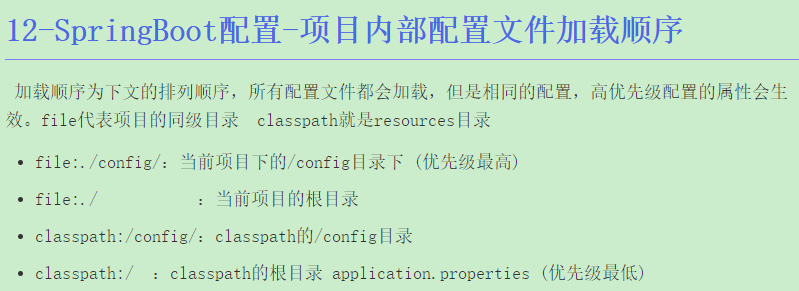 12-SpringBoot配置-项目内部配置文件加载顺序
加载顺序为下文的排列顺序，所有配置文件都会加载，但是相同的配置，高优先级配置的属性会生
效。file代表项目的同级目录 classpath就是resources目录
• file:./config/：当前项目下的/config目录下 (优先级最高)
• file:./ ：当前项目的根目录
• classpath:/config/：classpath的/config目录
• classpath:/ ：classpath的根目录 application.properties (优先级最低)